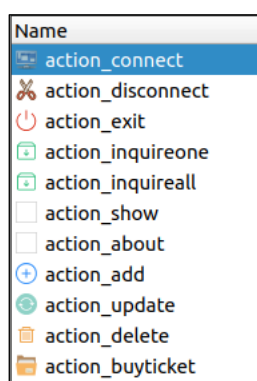 Name
action_connect
action_disconnect
action_exit
action_inquireone
action_inquireall
action_show
action_about
action_add
action_update
action_delete
action_buyticket